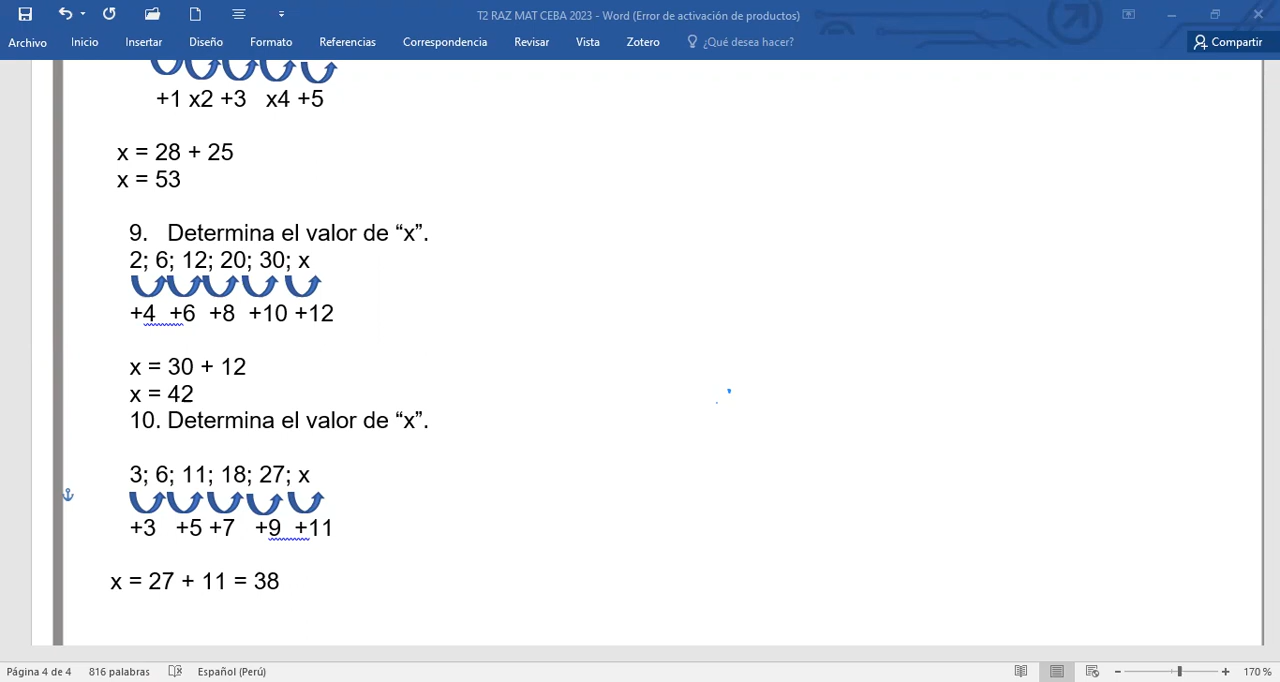 T2 RAZ MAT CEBA 2023 - Word (Error de activación de productos)
Archivo Inicio Insertar Diseño Formato Referencias Correspondencia Revisar Vista Zotero ¿Qué desea hacer? Compartir
+1 x2 +3 x4 +5
x = 28 + 25
x = 53
9. Determina el valor de “x”.
2; 6; 12; 20; 30; x
+4 +6 +8 +10 +12
x = 30 + 12
x = 42
10. Determina el valor de “x”.
3; 6; 11; 18; 27; x
+3 +5 +7 +9 +11
x = 27 + 11 = 38
Página 4 de 4 816 palabras Español (Perú) 170 %